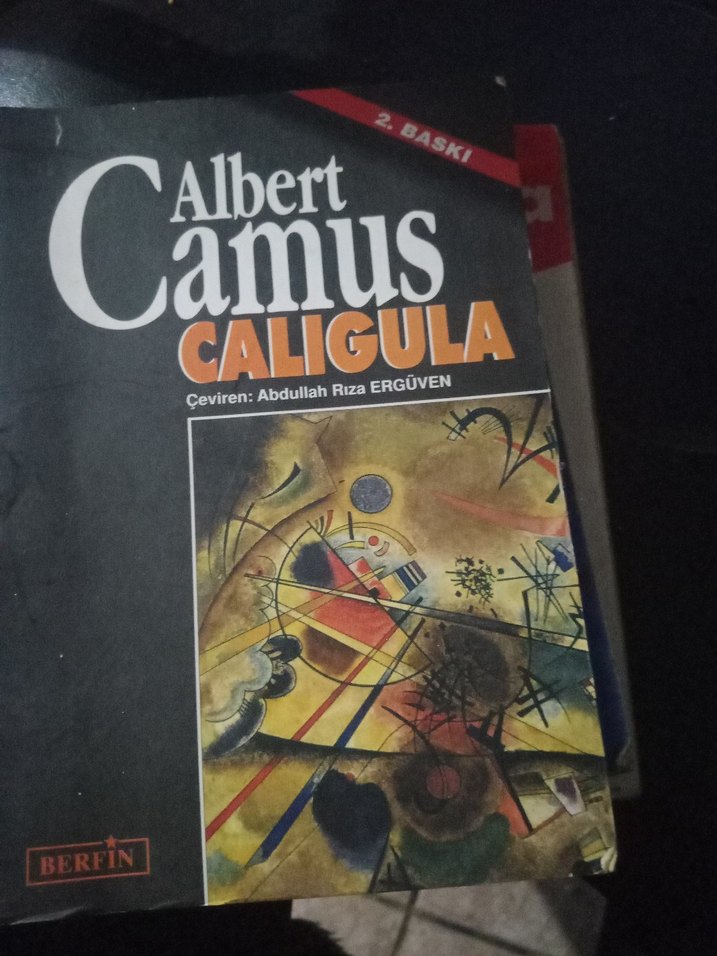 2. BASKI
Albert
Camus
CALIGULA
Çeviren: Abdullah Rıza ERGÜVEN
BERFİN